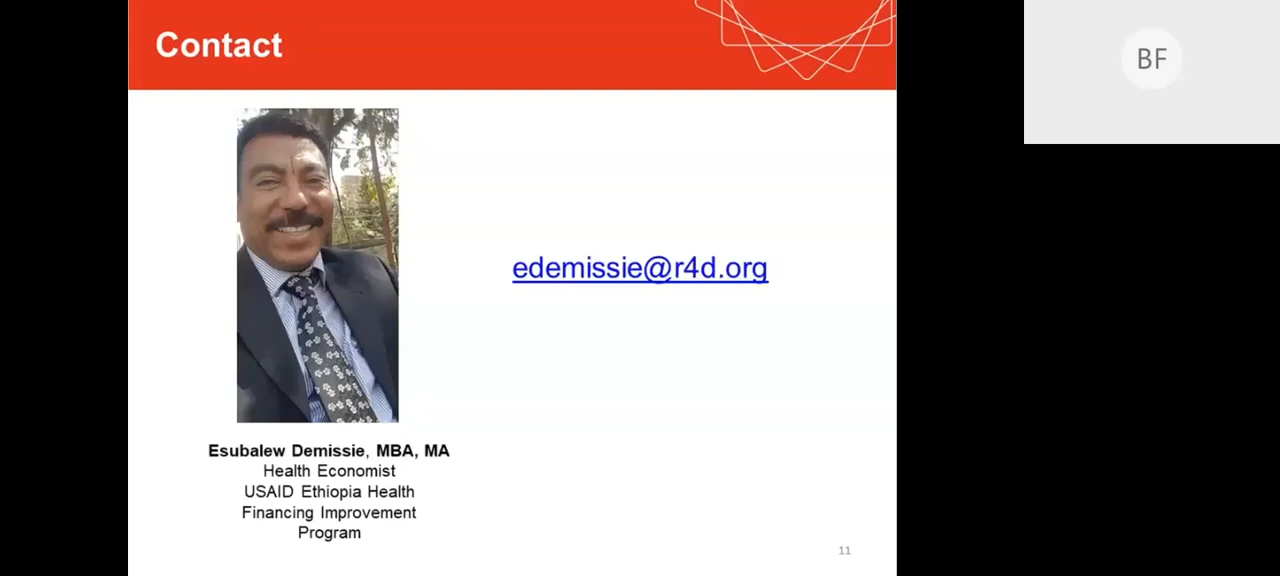 Contact
BF
edemissie@r4d.org
Esubalew Demissie, MBA, MA
Health Economist
USAID Ethiopia Health
Financing Improvement
Program
11